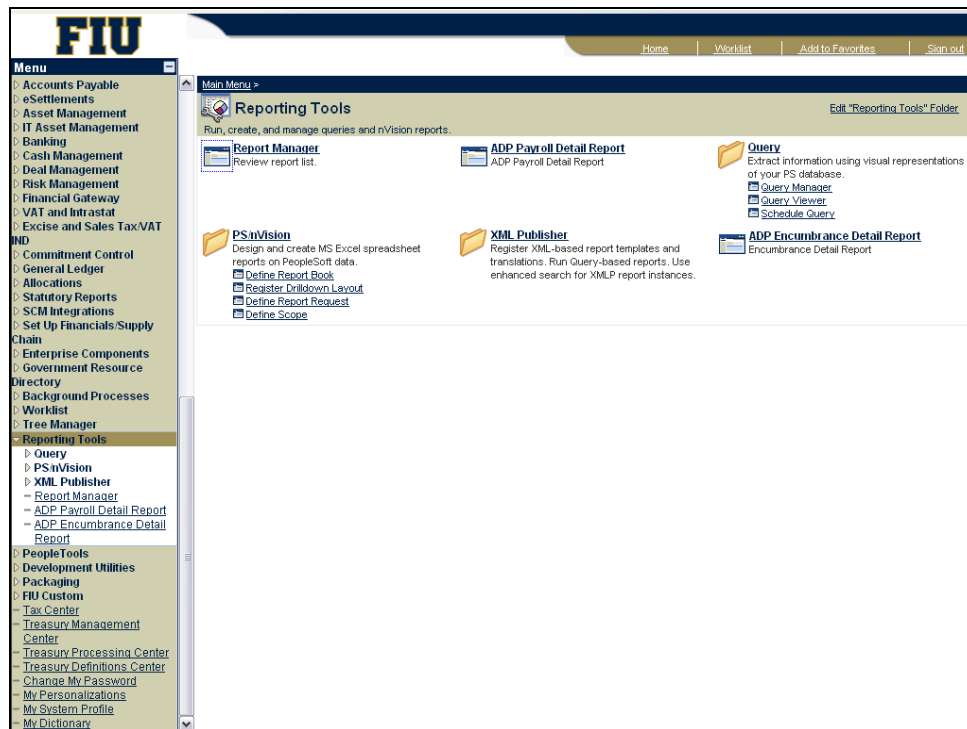 FIU
Home
Worklist
Add to Favorites
Sign out
Menu
Accounts Payable
eSettlements
Asset Management
IT Asset Management
Banking
Cash Management
Deal Management
Risk Management
Financial Gateway
VAT and Intrastat
Excise and Sales Tax/VAT
IND
Commitment Control
General Ledger
Allocations
Statutory Reports
SCM Integrations
Set Up Financials/Supply
Chain
Enterprise Components
Government Resource
Directory
Background Processes
Worklist
Tree Manager
Reporting Tools
Query
PS/nVision
XML Publisher
Report Manager
ADP Payroll Detail Report
ADP Encumbrance Detail
Report
PeopleTools
Development Utilities
Packaging
FIU Custom
Tax Center
Treasury Management
Center
Treasury Processing Center
Treasury Definitions Center
Change My Password
My Personalizations
My System Profile
My Dictionary
Main Menu >
Reporting Tools
Edit "Reporting Tools" Folder
Run, create, and manage queries and nVision reports.
Report Manager
Review report list.
ADP Payroll Detail Report
ADP Payroll Detail Report
Query
Extract information using visual representations
of your PS database.
Query Manager
Query Viewer
Schedule Query
PS/nVision
Design and create MS Excel spreadsheet
reports on PeopleSoft data.
Define Report Book
Register Drilldown Layout
Define Report Request
Define Scope
XML Publisher
Register XML-based report templates and
translations. Run Query-based reports. Use
enhanced search for XMLP report instances.
ADP Encumbrance Detail Report
Encumbrance Detail Report